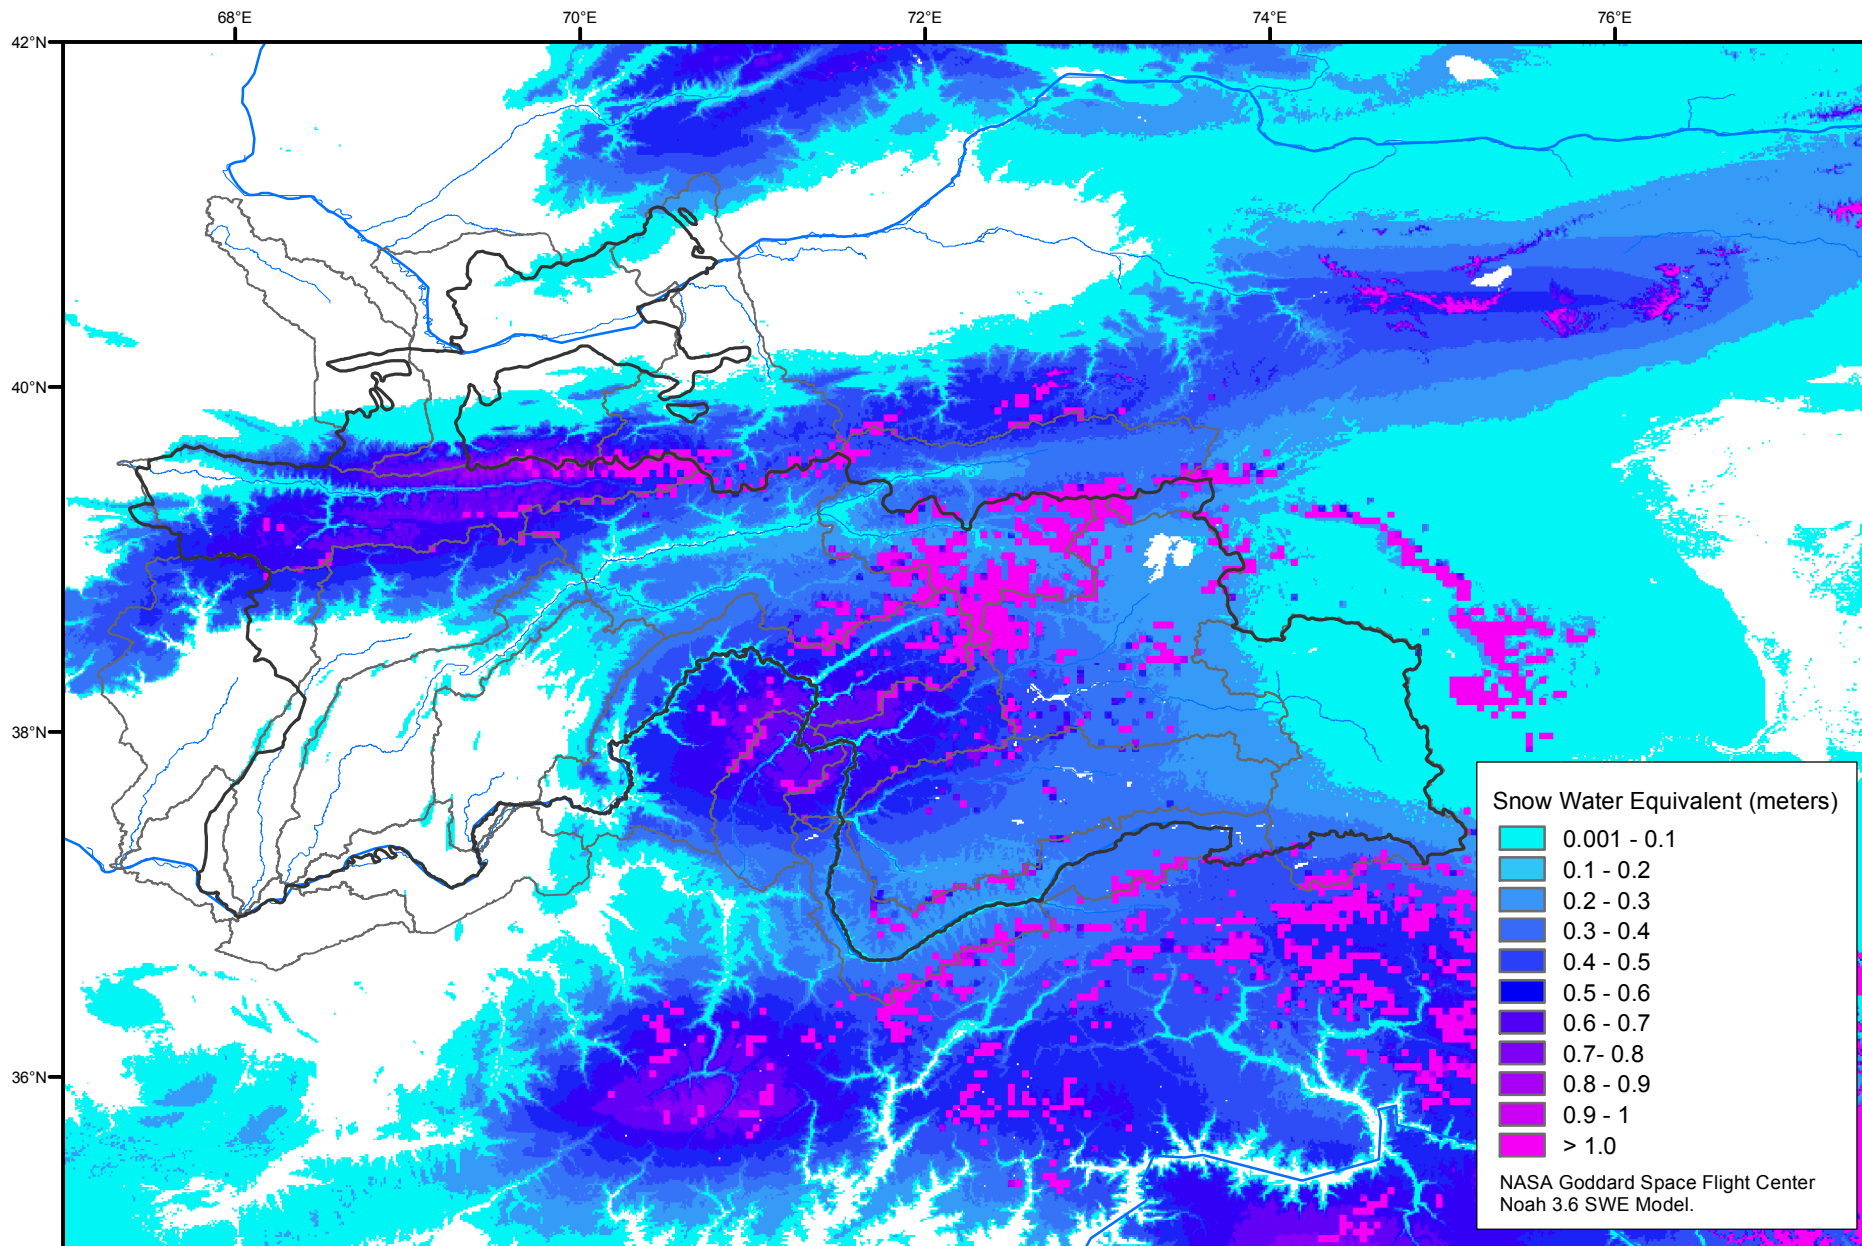 68°E 70°E 72°E 74°E 76°E
42°N
40°N
38°N
36°N
Snow Water Equivalent (meters)
0.001 - 0.1
0.1 - 0.2
0.2 - 0.3
0.3 - 0.4
0.4 - 0.5
0.5 - 0.6
0.6 - 0.7
0.7- 0.8
0.8 - 0.9
0.9 - 1
> 1.0
NASA Goddard Space Flight Center
Noah 3.6 SWE Model.